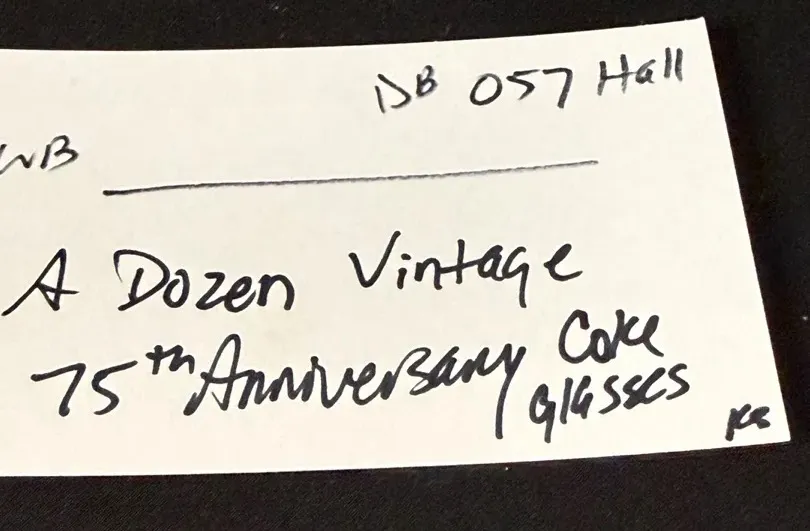 DB 057 Hall
WB
A Dozen Vintage
75th Anniversary Coke
Glasses
KS